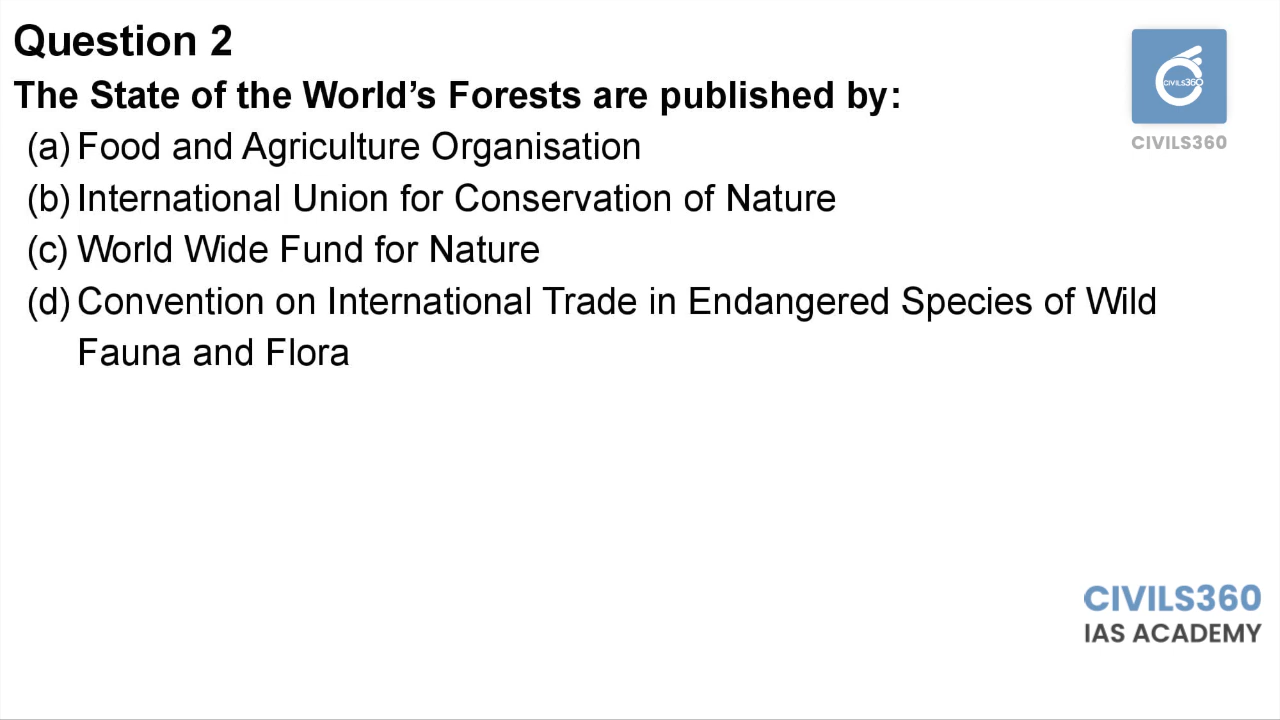 Question 2
The State of the World’s Forests are published by:
(a) Food and Agriculture Organisation
(b) International Union for Conservation of Nature
(c) World Wide Fund for Nature
(d) Convention on International Trade in Endangered Species of Wild
Fauna and Flora
CIVILS360
CIVILS360
CIVILS360
IAS ACADEMY